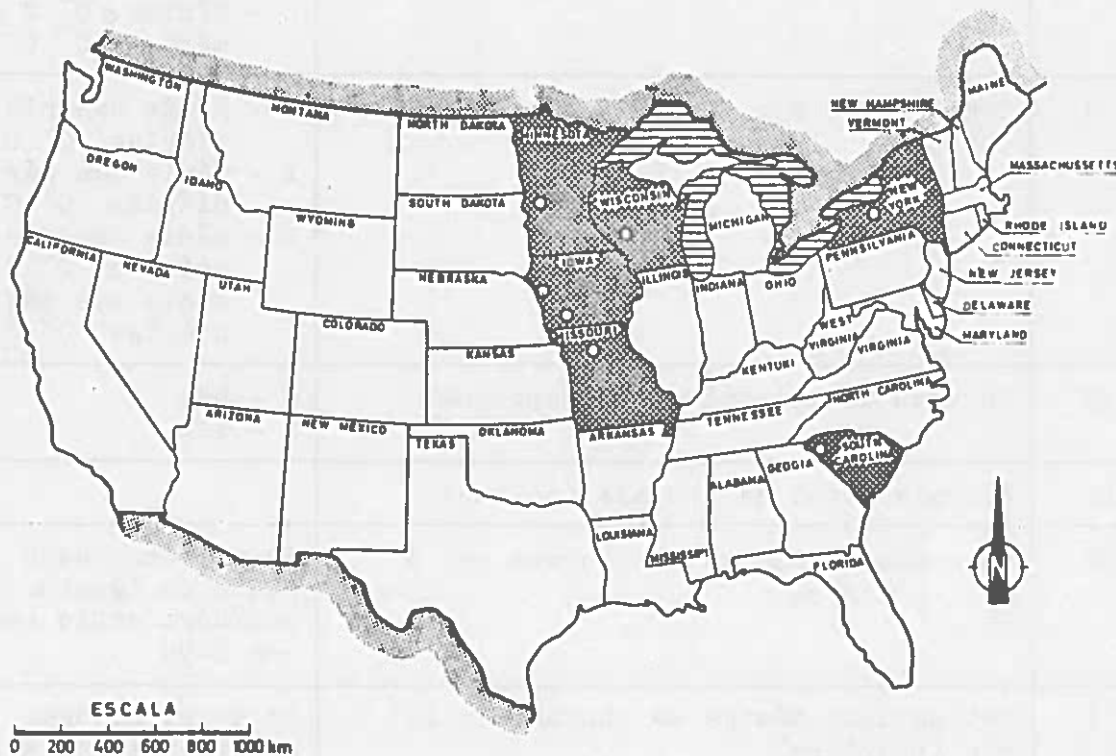 WASHINGTON
MONTANA
NORTH DAKORA
MINNESOTA
NEW HAMPSHIRE
VERMONT
MAINE
OREGON
IDAHO
SOUTH DAKOTA
WISCONSIN
MICHIGAN
NEW
YORK
MASSACHUSSETTS
WYOMING
RHODE ISLAND
CONNECTICUT
CALIFORNIA
NEVADA
UTAH
NEBRASKA
IOWA
ILLINOIS
INDIANA
OHIO
PENNSYLVANIA
NEW JERSEY
DELAWARE
MARYLAND
COLORADO
KANSAS
MISSOURI
WEST
VIRGINIA
VIRGINIA
KENTUKI
ARIZONA
NEW MEXICO
TEXAS
OKLAHOMA
ARKANSAS
TENNESSEE
NORTH CAROLINA
SOUTH
CAROLINA
ALABAMA
GEOGIA
LOUISIANA
MISSISSIPI
FLORIDA
N
ESCALA
0 200 400 600 800 1000 km.